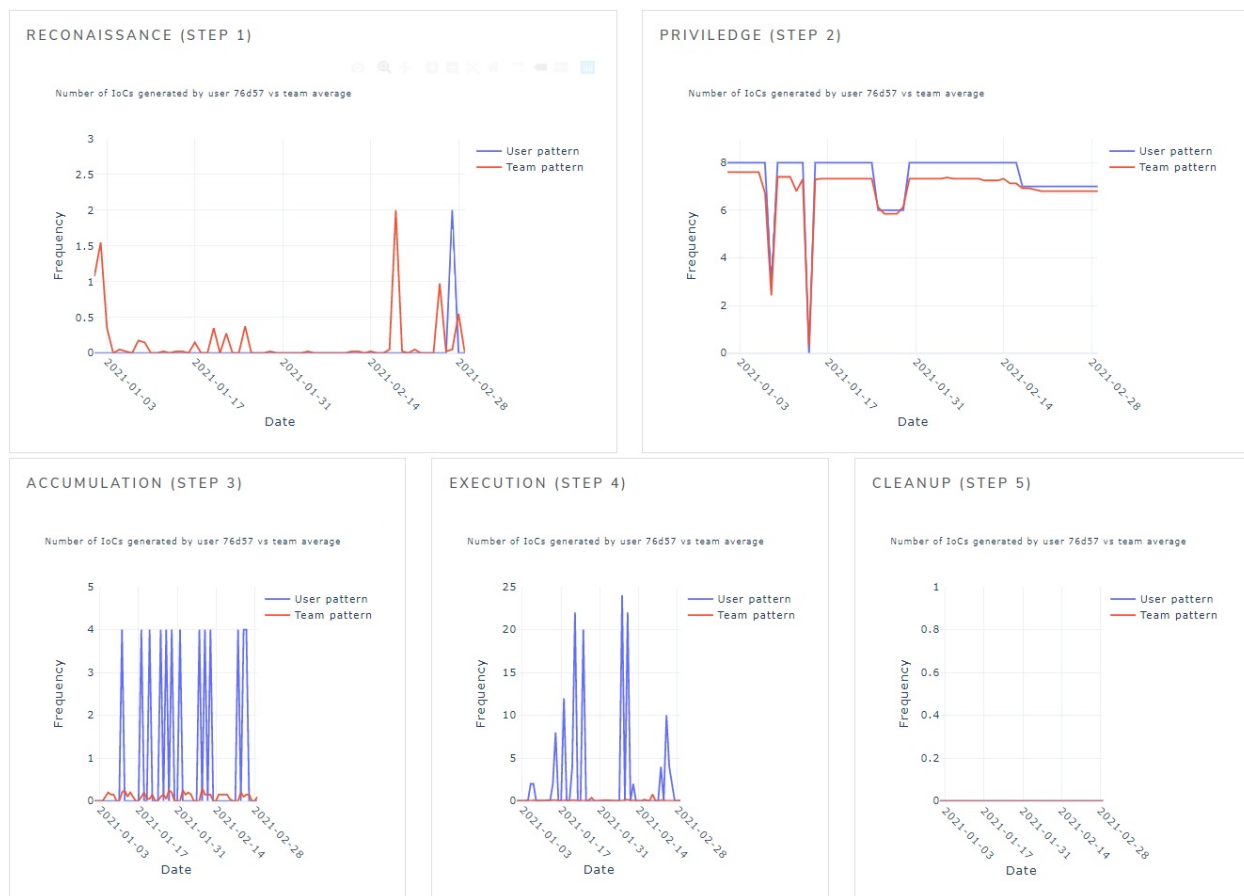 RECONAISSANCE (STEP 1)
Number of IoCs generated by user 76d57 vs team average
3
2.5
2
1.5
1
0.5
0
Frequency
2021-01-03
2021-01-17
2021-01-31
2021-02-14
2021-02-28
Date
User pattern
Team pattern
PRIVILEDGE (STEP 2)
Number of IoCs generated by user 76d57 vs team average
8
6
4
2
0
Frequency
2021-01-03
2021-01-17
2021-01-31
2021-02-14
2021-02-28
Date
User pattern
Team pattern
ACCUMULATION (STEP 3)
Number of IoCs generated by user 76d57 vs team average
5
4
3
2
1
0
Frequency
2021-01-03
2021-01-17
2021-01-31
2021-02-14
2021-02-28
Date
User pattern
Team pattern
EXECUTION (STEP 4)
Number of IoCs generated by user 76d57 vs team average
25
20
15
10
5
0
Frequency
2021-01-03
2021-01-17
2021-01-31
2021-02-14
2021-02-28
Date
User pattern
Team pattern
CLEANUP (STEP 5)
Number of IoCs generated by user 76d57 vs team average
1
0.8
0.6
0.4
0.2
0
Frequency
2021-01-03
2021-01-17
2021-01-31
2021-02-14
2021-02-28
Date
User pattern
Team pattern